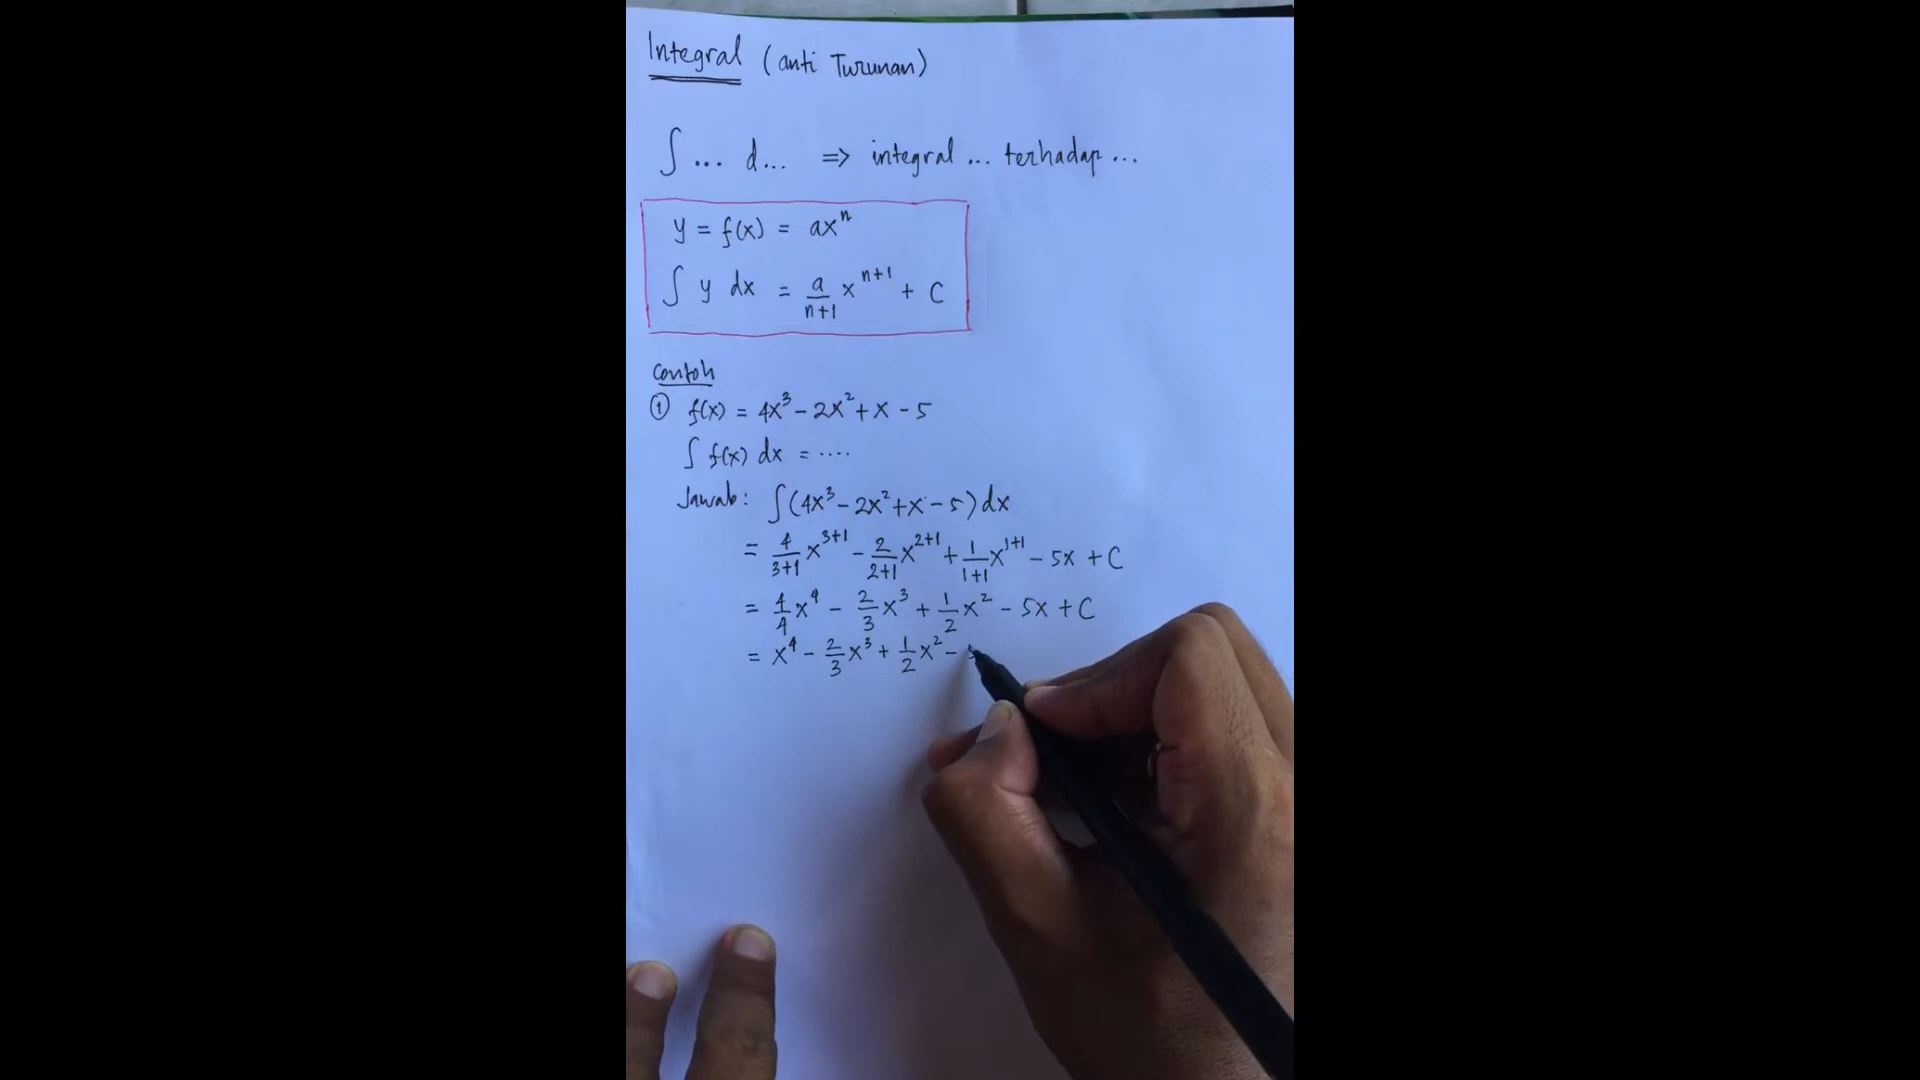 Integral (anti Turunan)
∫ ... d... => integral ... terhadap ...
y = f(x) = ax^n
∫ y dx = a/(n+1) x^(n+1) + C
Contoh
① f(x) = 4x³ - 2x² + x - 5
∫ f(x) dx = ....
Jawab: ∫(4x³ - 2x² + x - 5) dx
= 4/(3+1) x^(3+1) - 2/(2+1) x^(2+1) + 1/(1+1) x^(1+1) - 5x + C
= 4/4 x⁴ - 2/3 x³ + 1/2 x² - 5x + C
= x⁴ - 2/3 x³ + 1/2 x² -